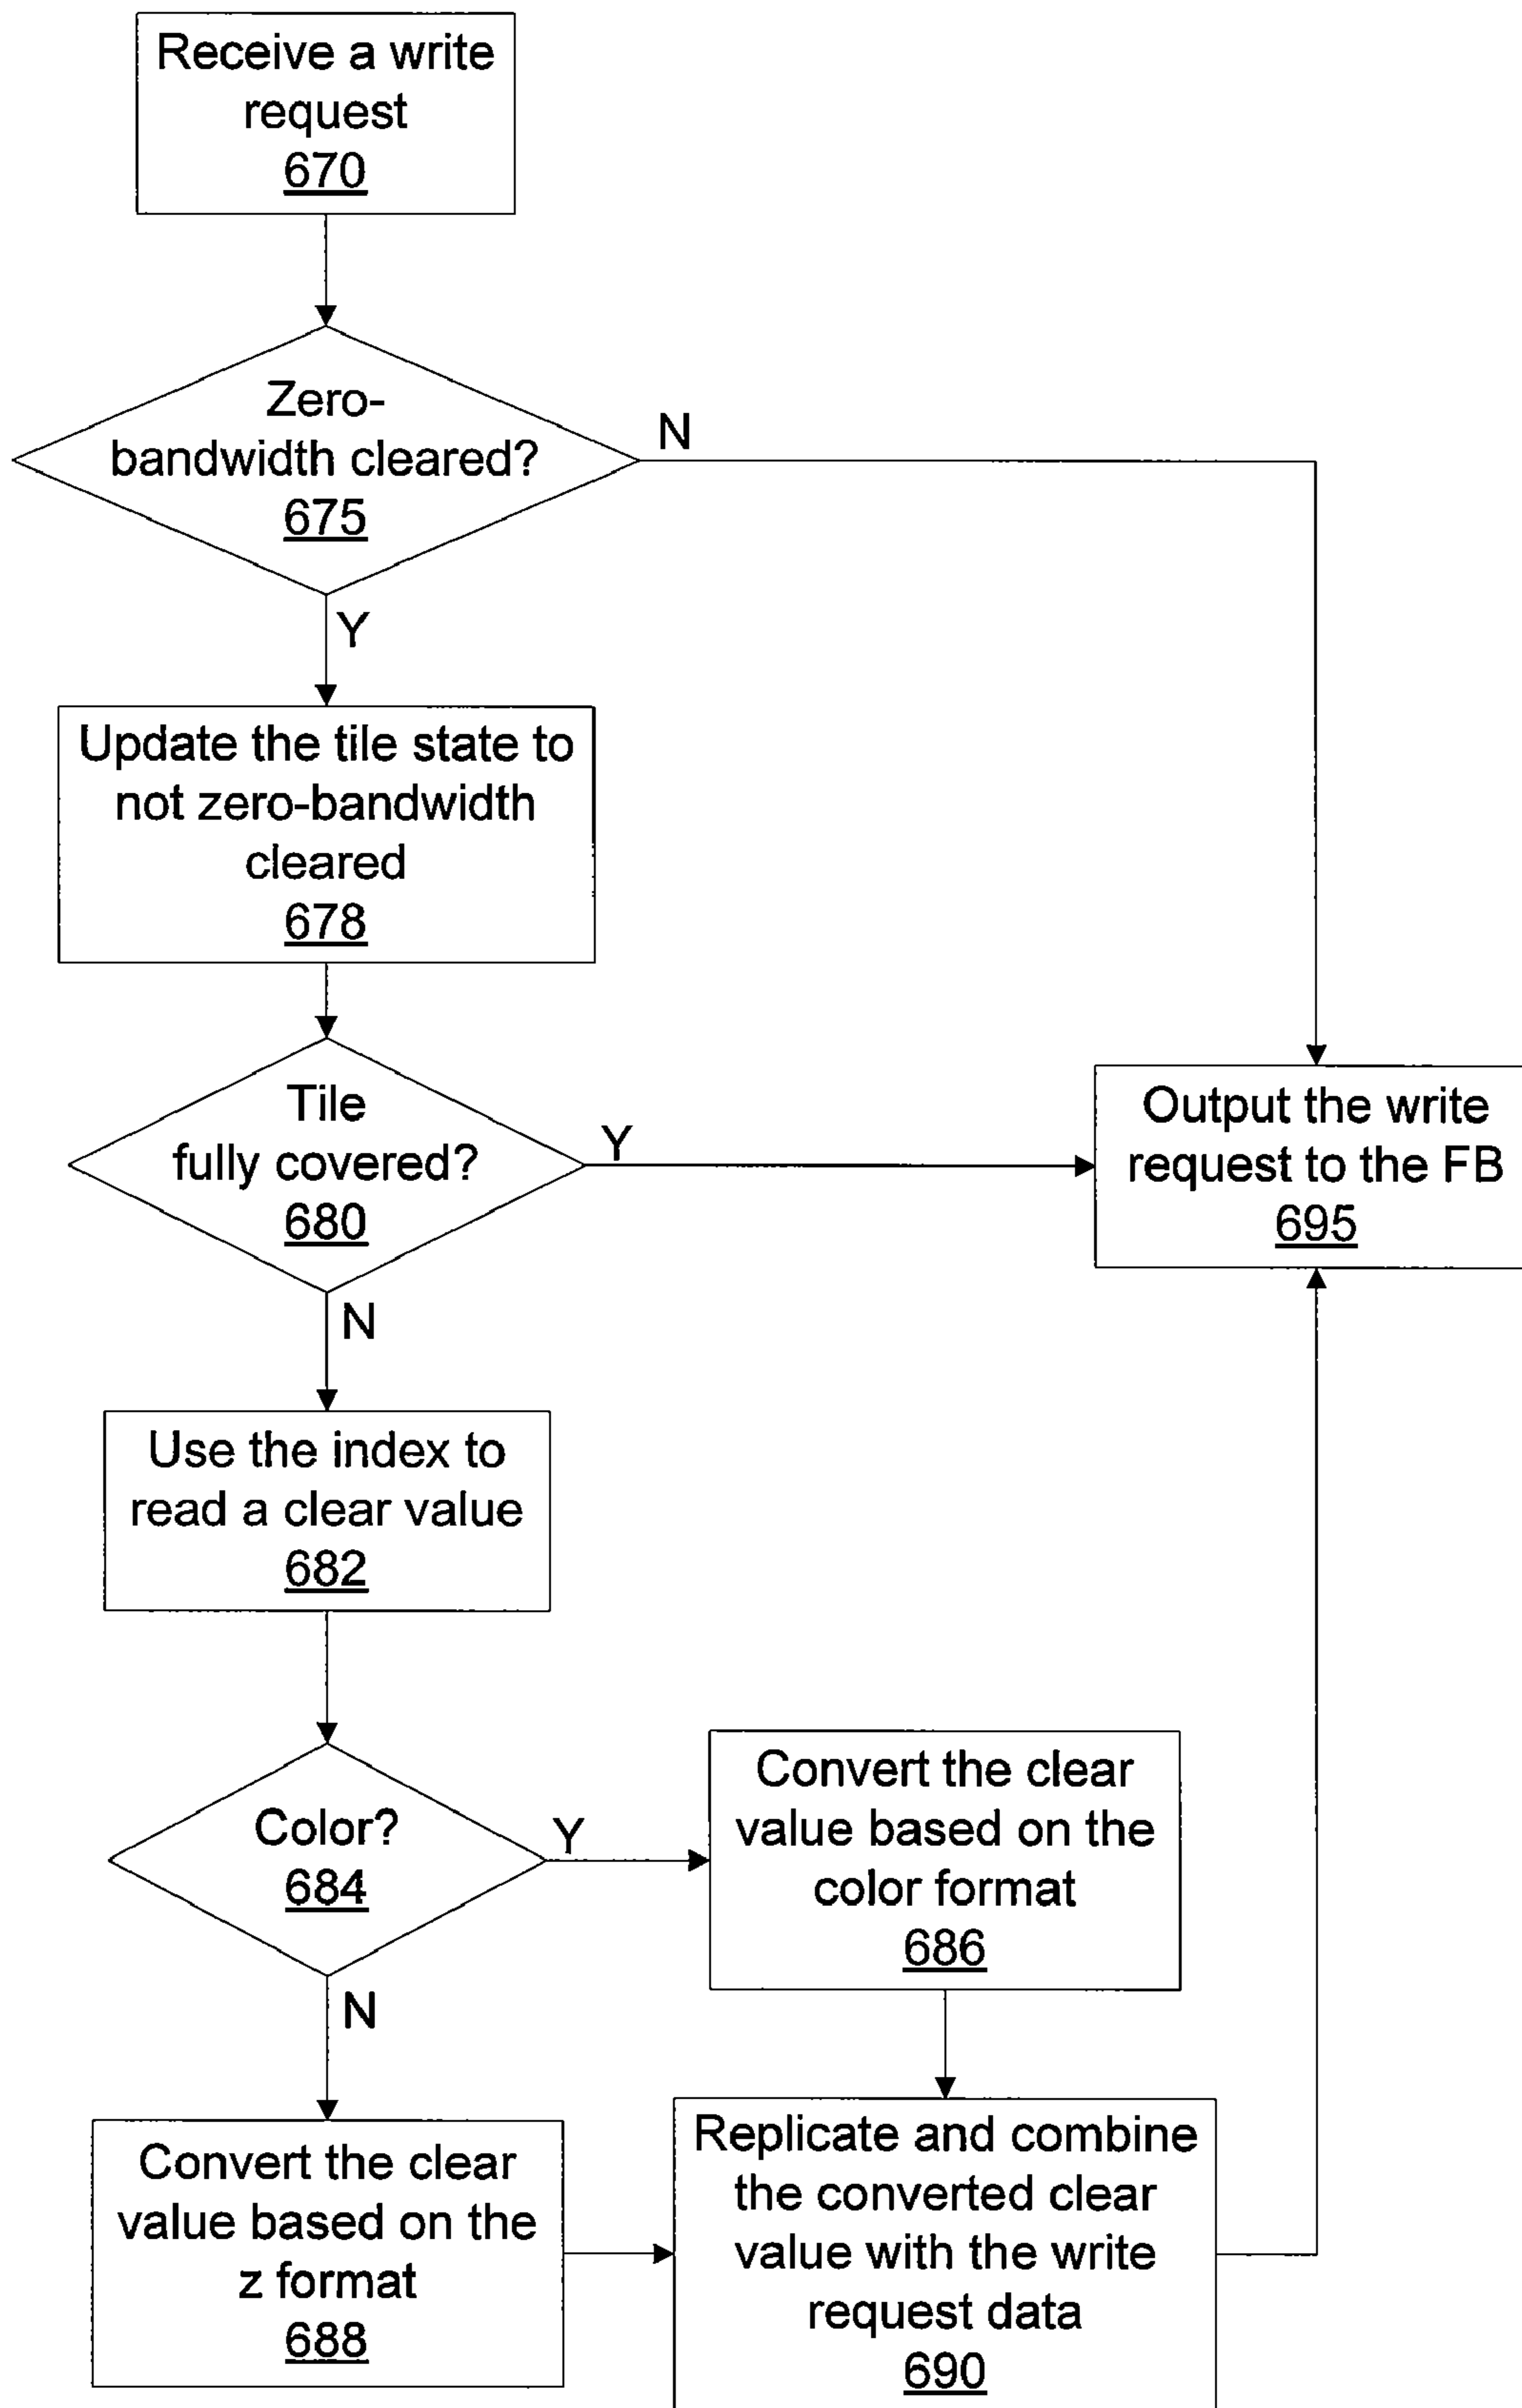 Receive a write
request
670
Zero-
bandwidth cleared?
675
N
Y
Update the tile state to
not zero-bandwidth
cleared
678
Tile
fully covered?
680
Y
N
Output the write
request to the FB
695
Use the index to
read a clear value
682
Color?
684
Y
N
Convert the clear
value based on the
color format
686
Convert the clear
value based on the
z format
688
Replicate and combine
the converted clear
value with the write
request data
690